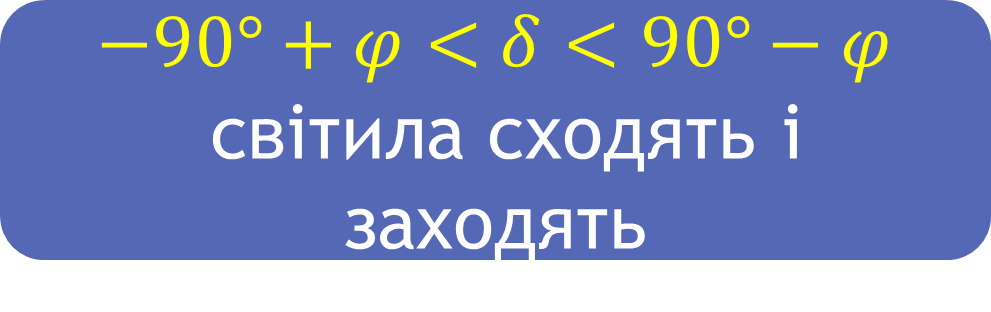 −90° + φ < δ < 90° − φ
світила сходять і
заходять